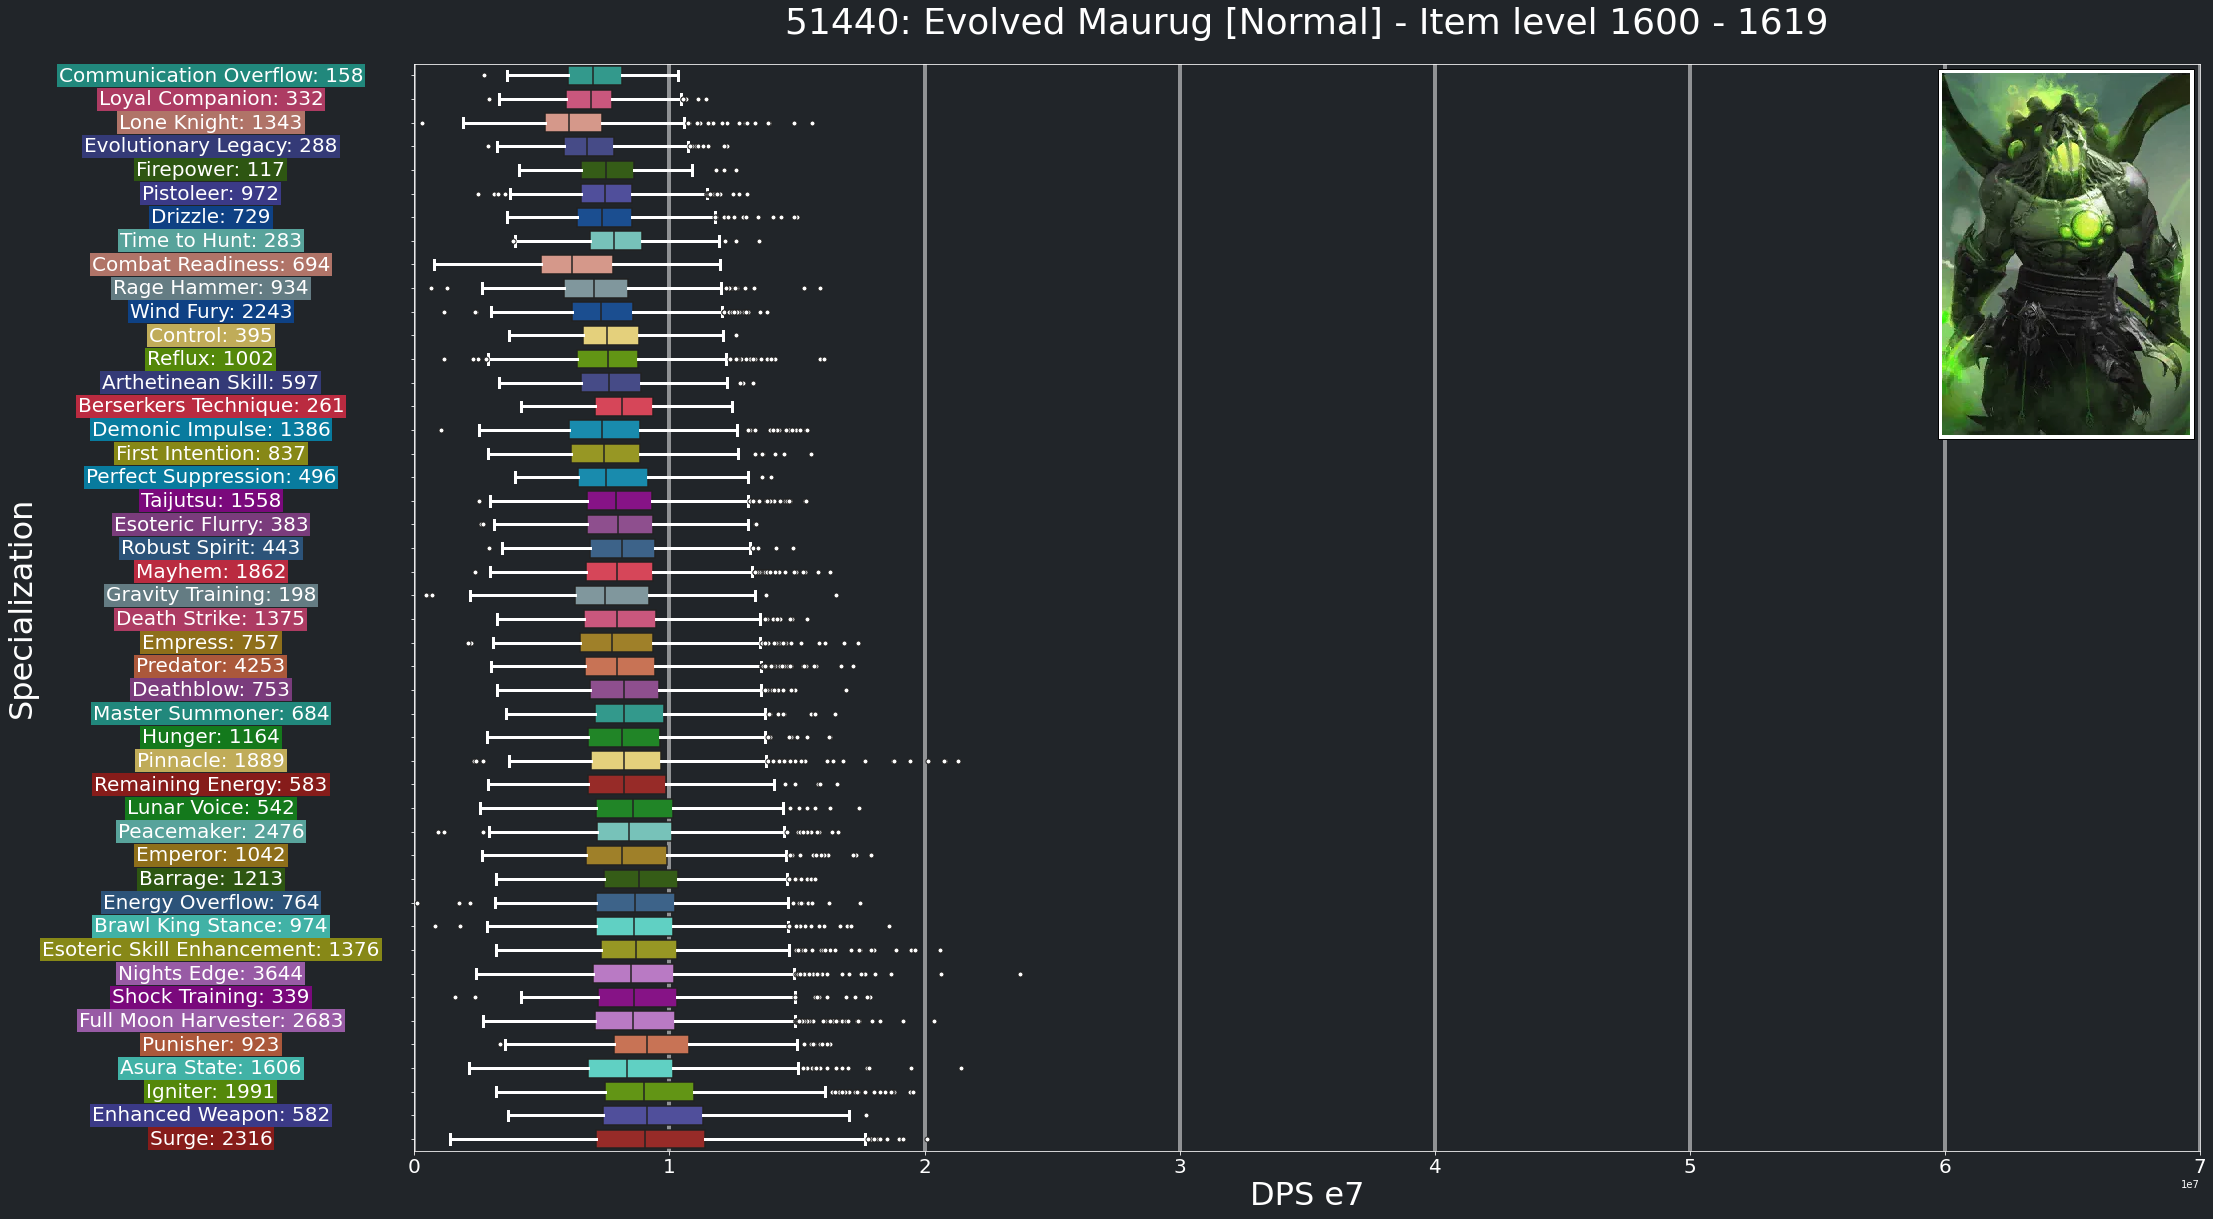 51440: Evolved Maurug [Normal] - Item level 1600 - 1619
Specialization
Communication Overflow: 158
Loyal Companion: 332
Lone Knight: 1343
Evolutionary Legacy: 288
Firepower: 117
Pistoleer: 972
Drizzle: 729
Time to Hunt: 283
Combat Readiness: 694
Rage Hammer: 934
Wind Fury: 2243
Control: 395
Reflux: 1002
Arthetinean Skill: 597
Berserkers Technique: 261
Demonic Impulse: 1386
First Intention: 837
Perfect Suppression: 496
Taijutsu: 1558
Esoteric Flurry: 383
Robust Spirit: 443
Mayhem: 1862
Gravity Training: 198
Death Strike: 1375
Empress: 757
Predator: 4253
Deathblow: 753
Master Summoner: 684
Hunger: 1164
Pinnacle: 1889
Remaining Energy: 583
Lunar Voice: 542
Peacemaker: 2476
Emperor: 1042
Barrage: 1213
Energy Overflow: 764
Brawl King Stance: 974
Esoteric Skill Enhancement: 1376
Nights Edge: 3644
Shock Training: 339
Full Moon Harvester: 2683
Punisher: 923
Asura State: 1606
Igniter: 1991
Enhanced Weapon: 582
Surge: 2316
0 1 2 3 4 5 6 7
1e7
DPS e7